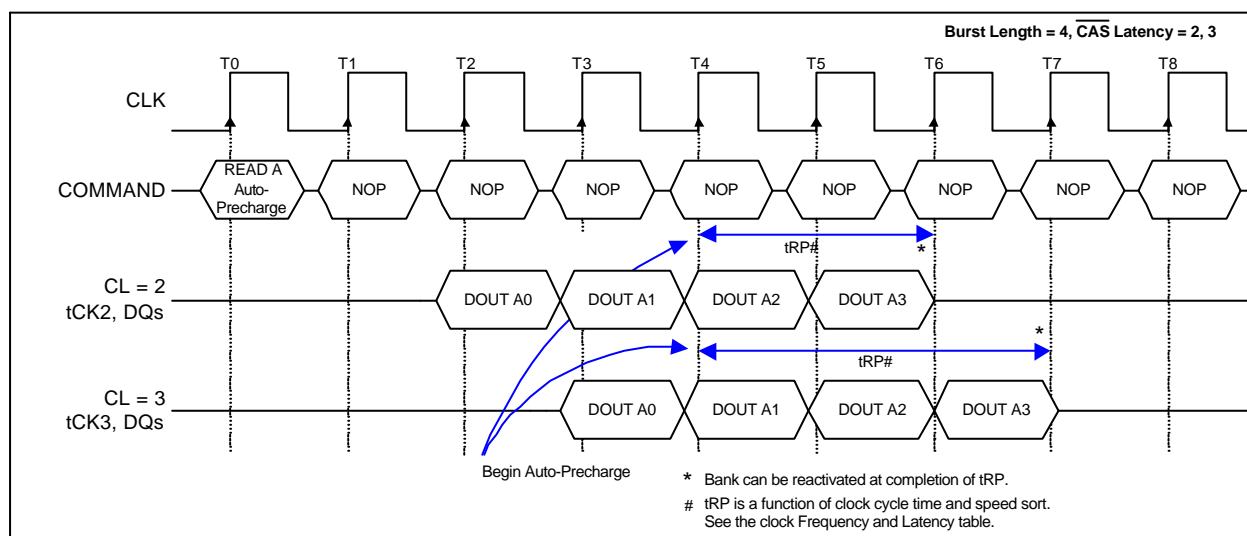 Burst Length = 4, CAS Latency = 2, 3
T0 T1 T2 T3 T4 T5 T6 T7 T8
CLK
COMMAND
READ A
Auto-
Precharge
NOP NOP NOP NOP NOP NOP NOP NOP
tRP#
*
CL = 2
tCK2, DQs
DOUT A0 DOUT A1 DOUT A2 DOUT A3
*
tRP#
CL = 3
tCK3, DQs
DOUT A0 DOUT A1 DOUT A2 DOUT A3
Begin Auto-Precharge
* Bank can be reactivated at completion of tRP.
# tRP is a function of clock cycle time and speed sort.
See the clock Frequency and Latency table.